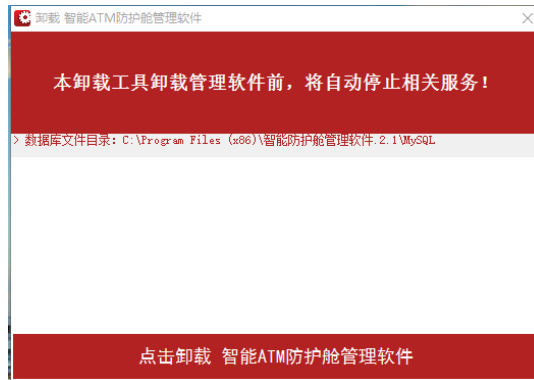 卸载 智能ATM防护舱管理软件
本卸载工具卸载管理软件前，将自动停止相关服务！
> 数据库文件目录: C:\Program Files (x86)\智能防护舱管理软件.2.1\MySQL
点击卸载 智能ATM防护舱管理软件